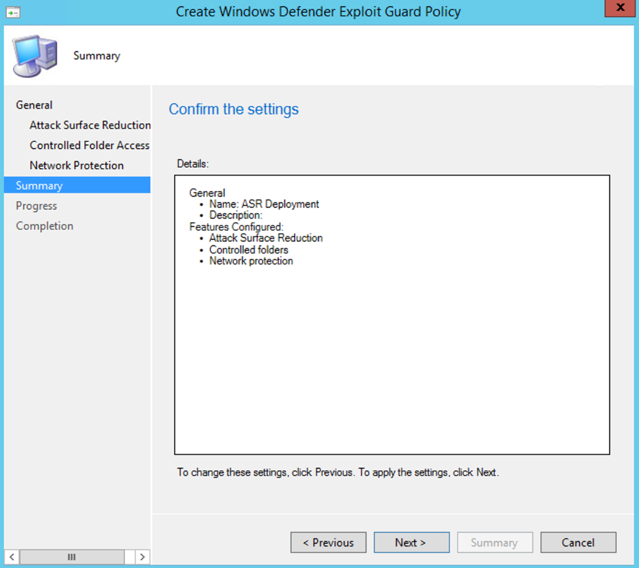 Create Windows Defender Exploit Guard Policy
x
Summary
General
Attack Surface Reduction
Controlled Folder Access
Network Protection
Summary
Progress
Completion
Confirm the settings
Details:
General
• Name: ASR Deployment
• Description:
Features Configured:
• Attack Surface Reduction
• Controlled folders
• Network protection
To change these settings, click Previous. To apply the settings, click Next.
< Previous
Next >
Summary
Cancel